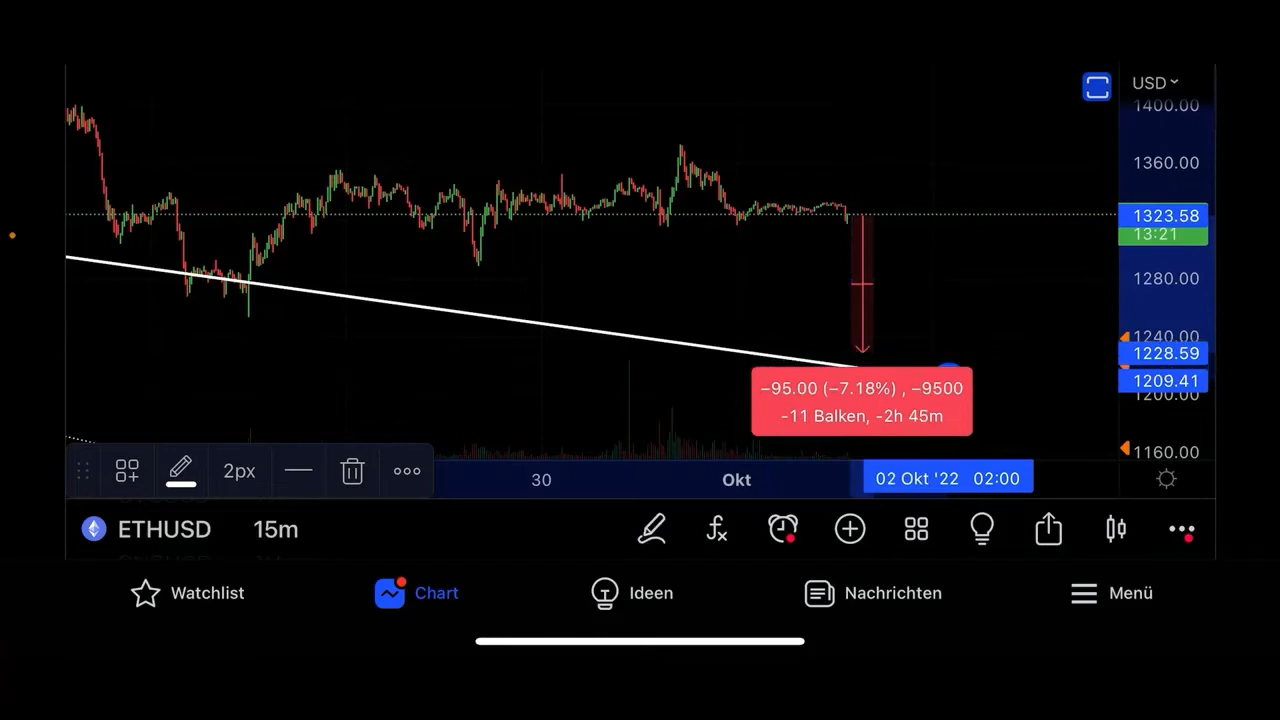 USD
1400.00
1360.00
1323.58
13:21
1280.00
1240.00
1228.59
1209.41
1200.00
1160.00
−95.00 (−7.18%) , −9500
-11 Balken, -2h 45m
2px
30
Okt
02 Okt '22 02:00
ETHUSD 15m
Watchlist
Chart
Ideen
Nachrichten
Menü